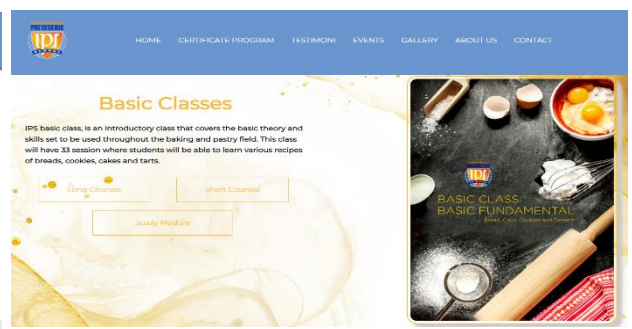 PATISSERIE
IPS
HOME CERTIFICATE PROGRAM TESTIMONI EVENTS GALLERY ABOUT US CONTACT
Basic Classes
IPS basic class, is an introductory class that covers the basic theory and
skills set to be used throughout the baking and pastry field. This class
will have 33 session where students will be able to learn various recipes
of breads, cookies, cakes and tarts.
Long Courses Short Courses
Study Module
IPS
BASIC CLASS
BASIC FUNDAMENTAL